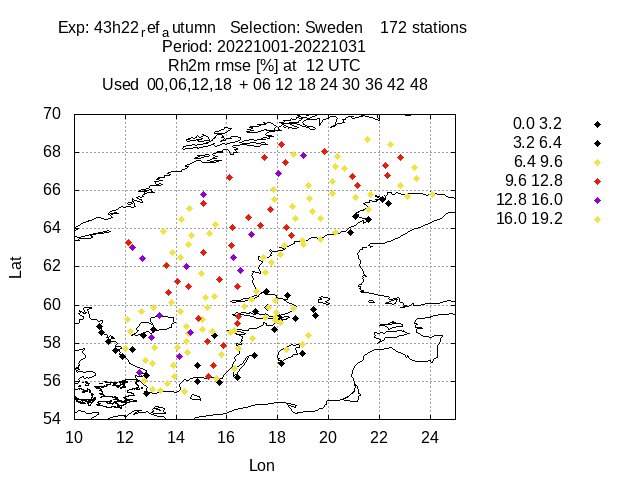 Exp: 43h22ref autumn Selection: Sweden 172 stations
Period: 20221001-20221031
Rh2m rmse [%] at 12 UTC
Used 00,06,12,18 + 06 12 18 24 30 36 42 48
70
68
66
64
62
60
58
56
54
10 12 14 16 18 20 22 24
Lat
Lon
0.0 3.2
3.2 6.4
6.4 9.6
9.6 12.8
12.8 16.0
16.0 19.2